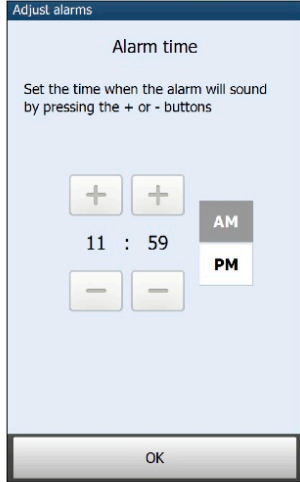 Adjust alarms
Alarm time
Set the time when the alarm will sound
by pressing the + or - buttons
+ +
11 : 59
AM
PM
− −
OK